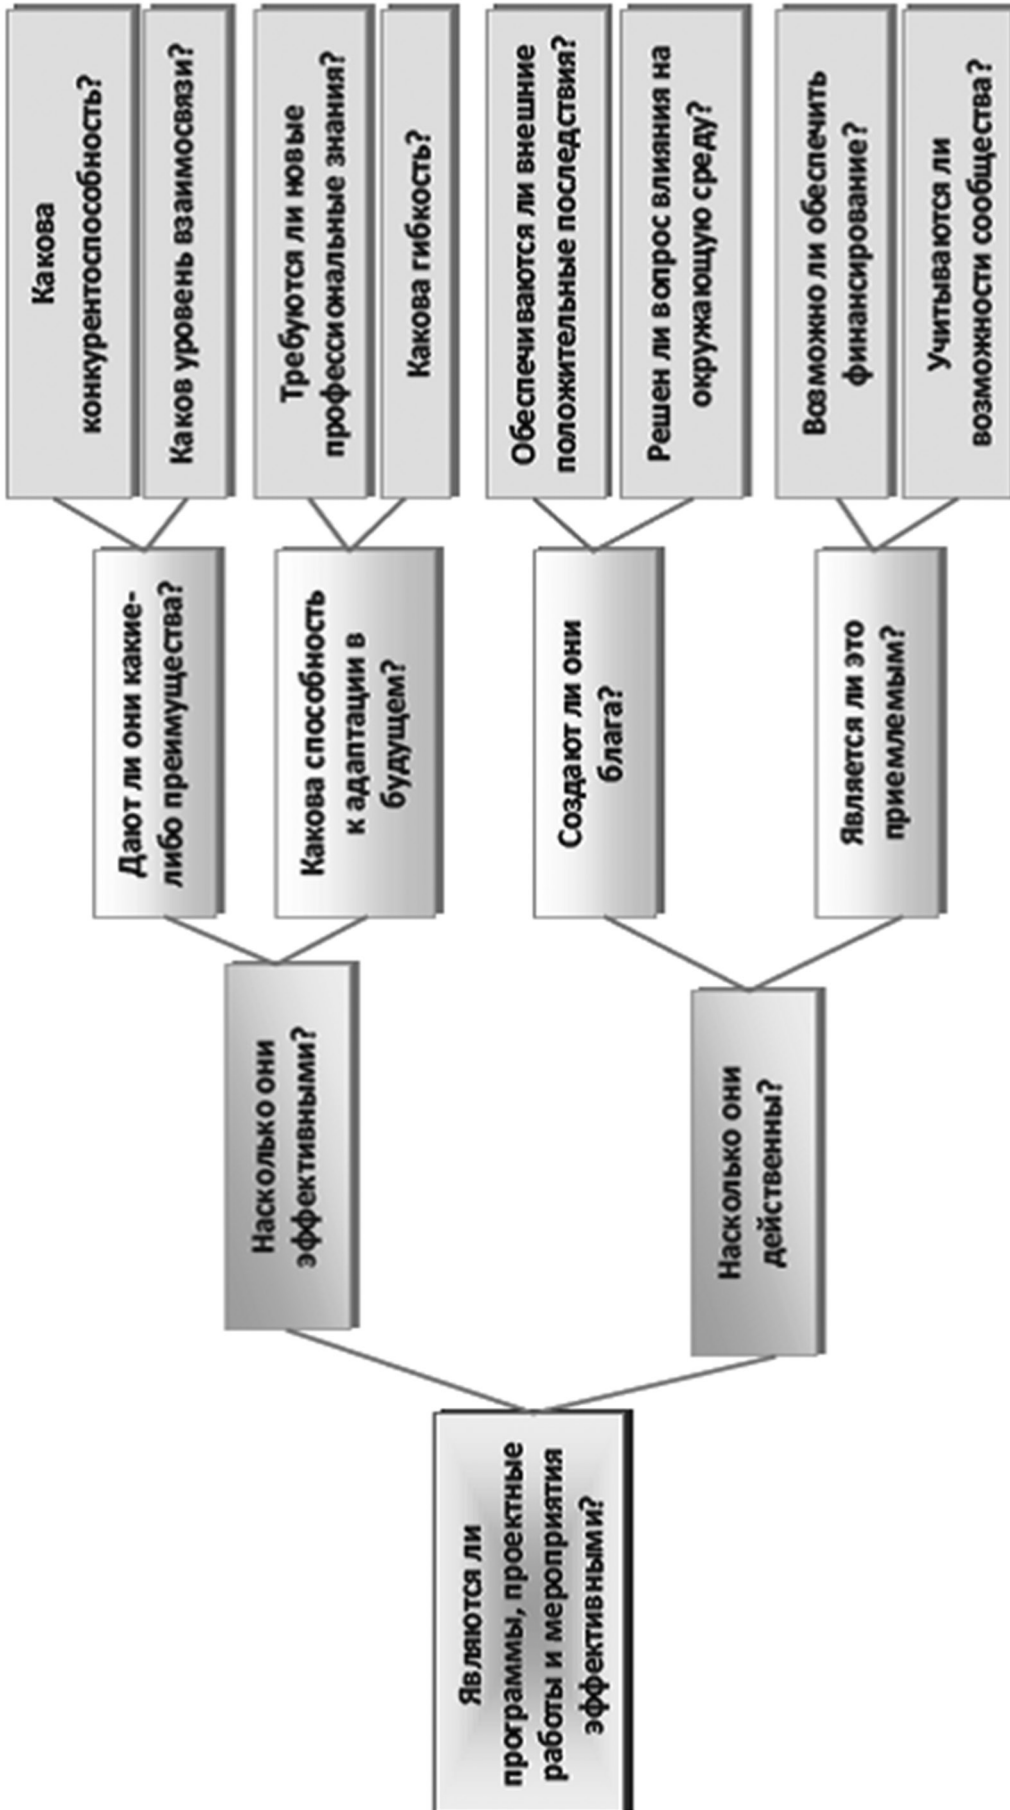 Являются ли
программы, проектные
работы и мероприятия
эффективными?
Насколько они
эффективными?
Насколько они
действенны?
Дают ли они какие-
либо преимущества?
Какова способность
к адаптации в
будущем?
Создают ли они
блага?
Является ли это
приемлемым?
Какова
конкурентоспособность?
Каков уровень взаимосвязи?
Требуются ли новые
профессиональные знания?
Какова гибкость?
Обеспечиваются ли внешние
положительные последствия?
Решен ли вопрос влияния на
окружающую среду?
Возможно ли обеспечить
финансирование?
Учитываются ли
возможности сообщества?